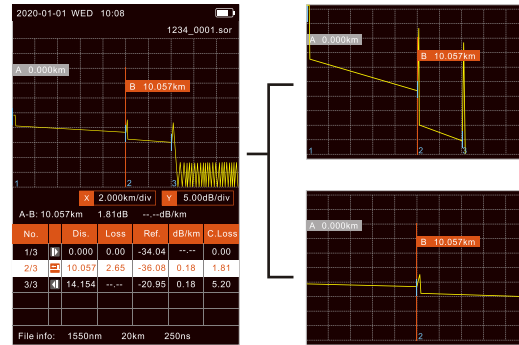 2020-01-01 WED 10:08
1234_0001.sor
A 0.000km
B 10.057km
1 2 3
X 2.000km/div Y 5.00dB/div
A-B: 10.057km 1.81dB --.--dB/km
No. Dis. Loss Ref. dB/km C.Loss
1/3 0.000 0.00 -34.04 --.-- 0.00
2/3 10.057 2.65 -36.08 0.18 1.81
3/3 14.154 --.-- -20.95 0.18 5.20
File info: 1550nm 20km 250ns
A 0.000km
B 10.057km
1 2 3
A 0.000km
B 10.057km
2